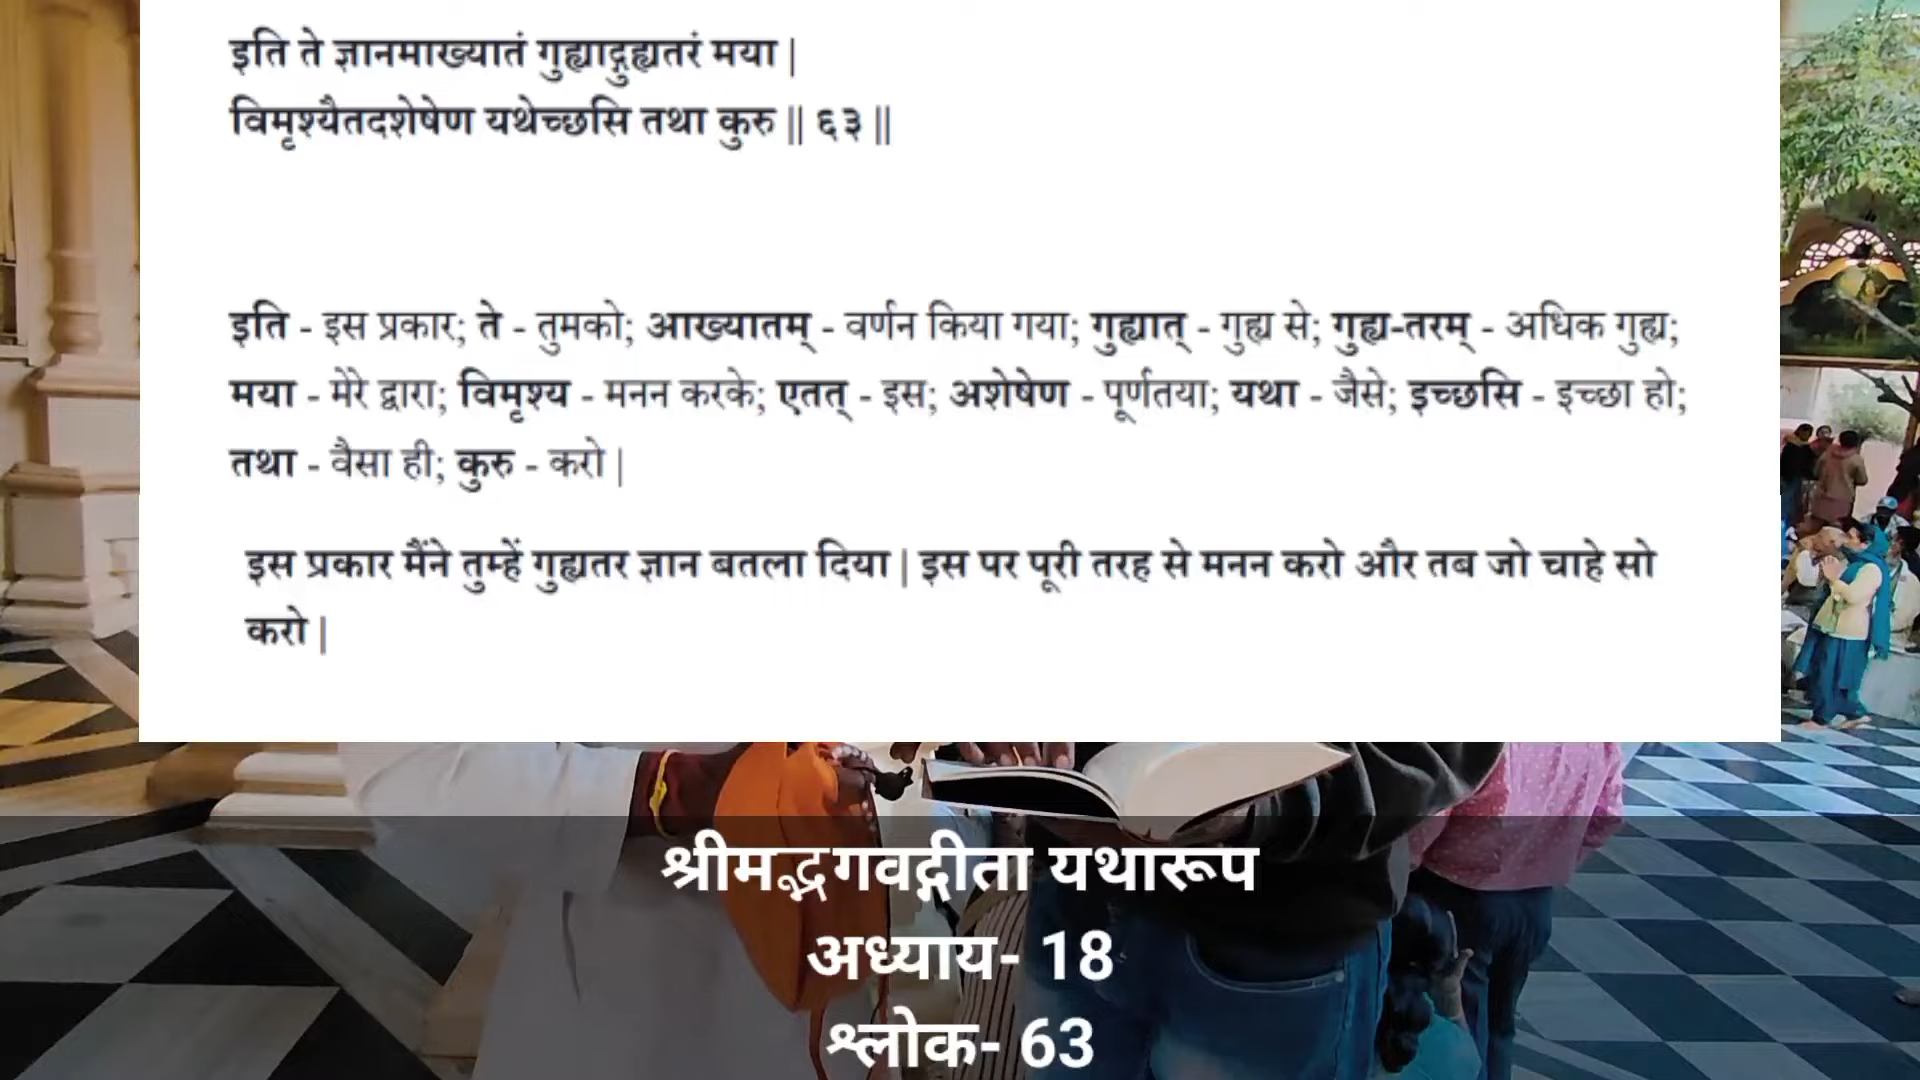 इति ते ज्ञानमाख्यातं गुह्याद्गुह्यतरं मया |
विमृश्यैतदशेषेण यथेच्छसि तथा कुरु || ६३ ||
इति - इस प्रकार; ते - तुमको; आख्यातम् - वर्णन किया गया; गुह्यात् - गुह्य से; गुह्य-तरम् - अधिक गुह्य;
मया - मेरे द्वारा; विमृश्य - मनन करके; एतत् - इस; अशेषेण - पूर्णतया; यथा - जैसे; इच्छसि - इच्छा हो;
तथा - वैसा ही; कुरु - करो |
इस प्रकार मैंने तुम्हें गुह्यतर ज्ञान बतला दिया | इस पर पूरी तरह से मनन करो और तब जो चाहे सो
करो |
श्रीमद्भगवद्गीता यथारूप
अध्याय- 18
श्लोक- 63